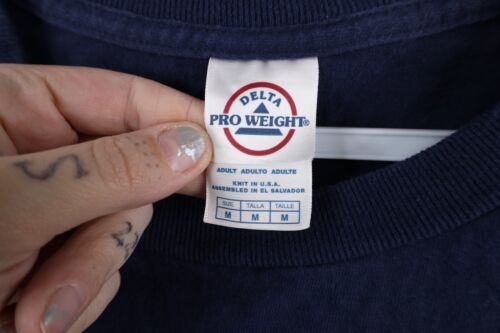 DELTA
PRO WEIGHT®
ADULT ADULTO ADULTE
KNIT IN U.S.A.
ASSEMBLED IN EL SALVADOR
SIZE TALLA TAILLE
M M M